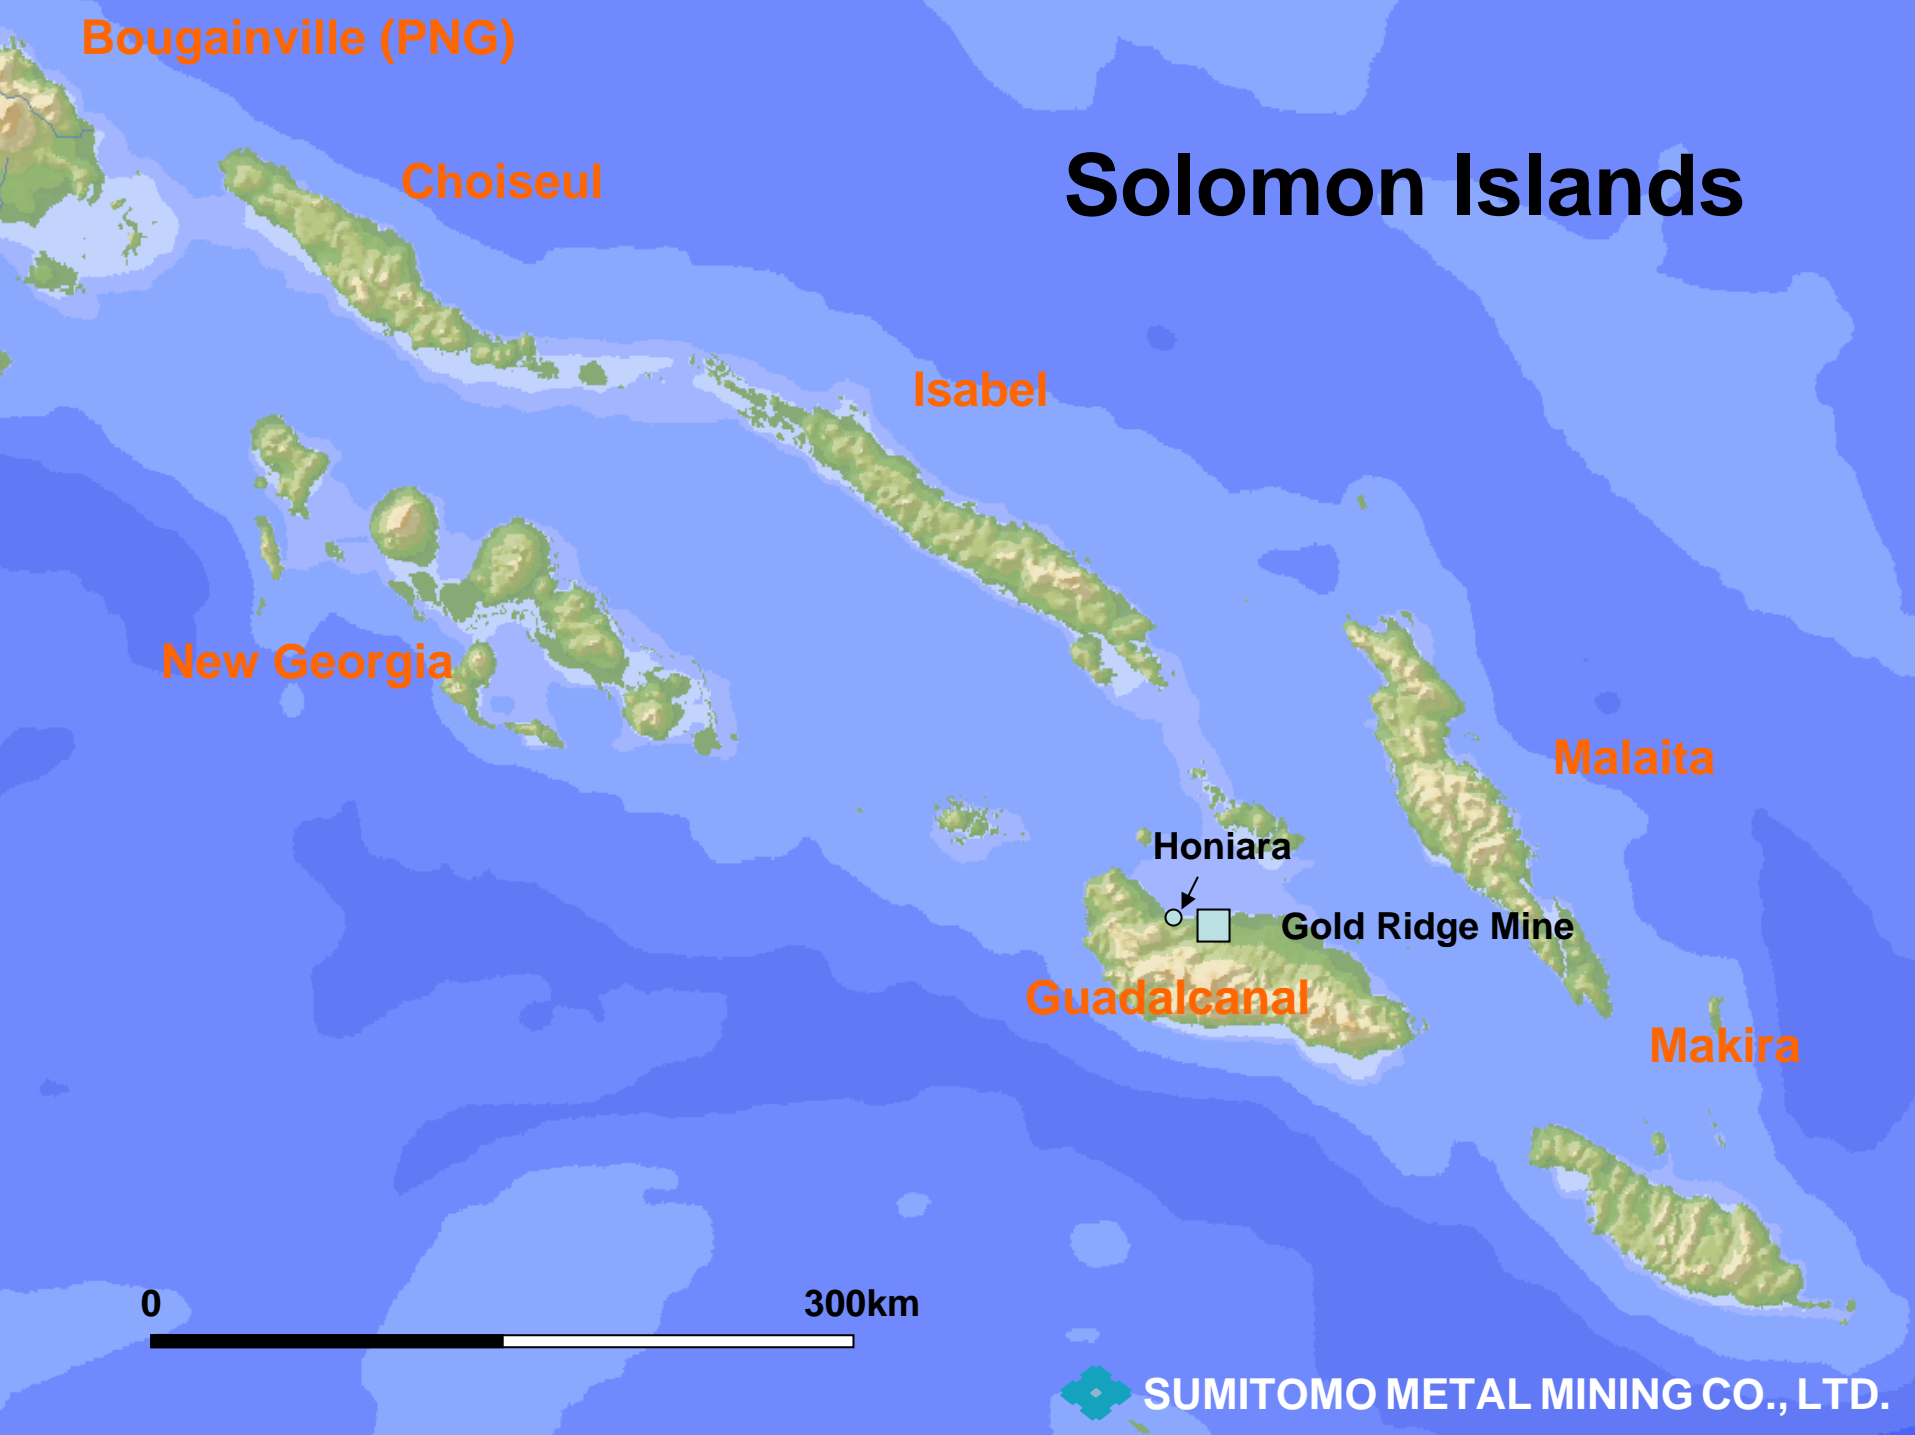 Bougainville (PNG)
Solomon Islands
Choiseul
Isabel
New Georgia
Malaita
Honiara
Gold Ridge Mine
Guadalcanal
Makira
0
300km
SUMITOMO METAL MINING CO., LTD.